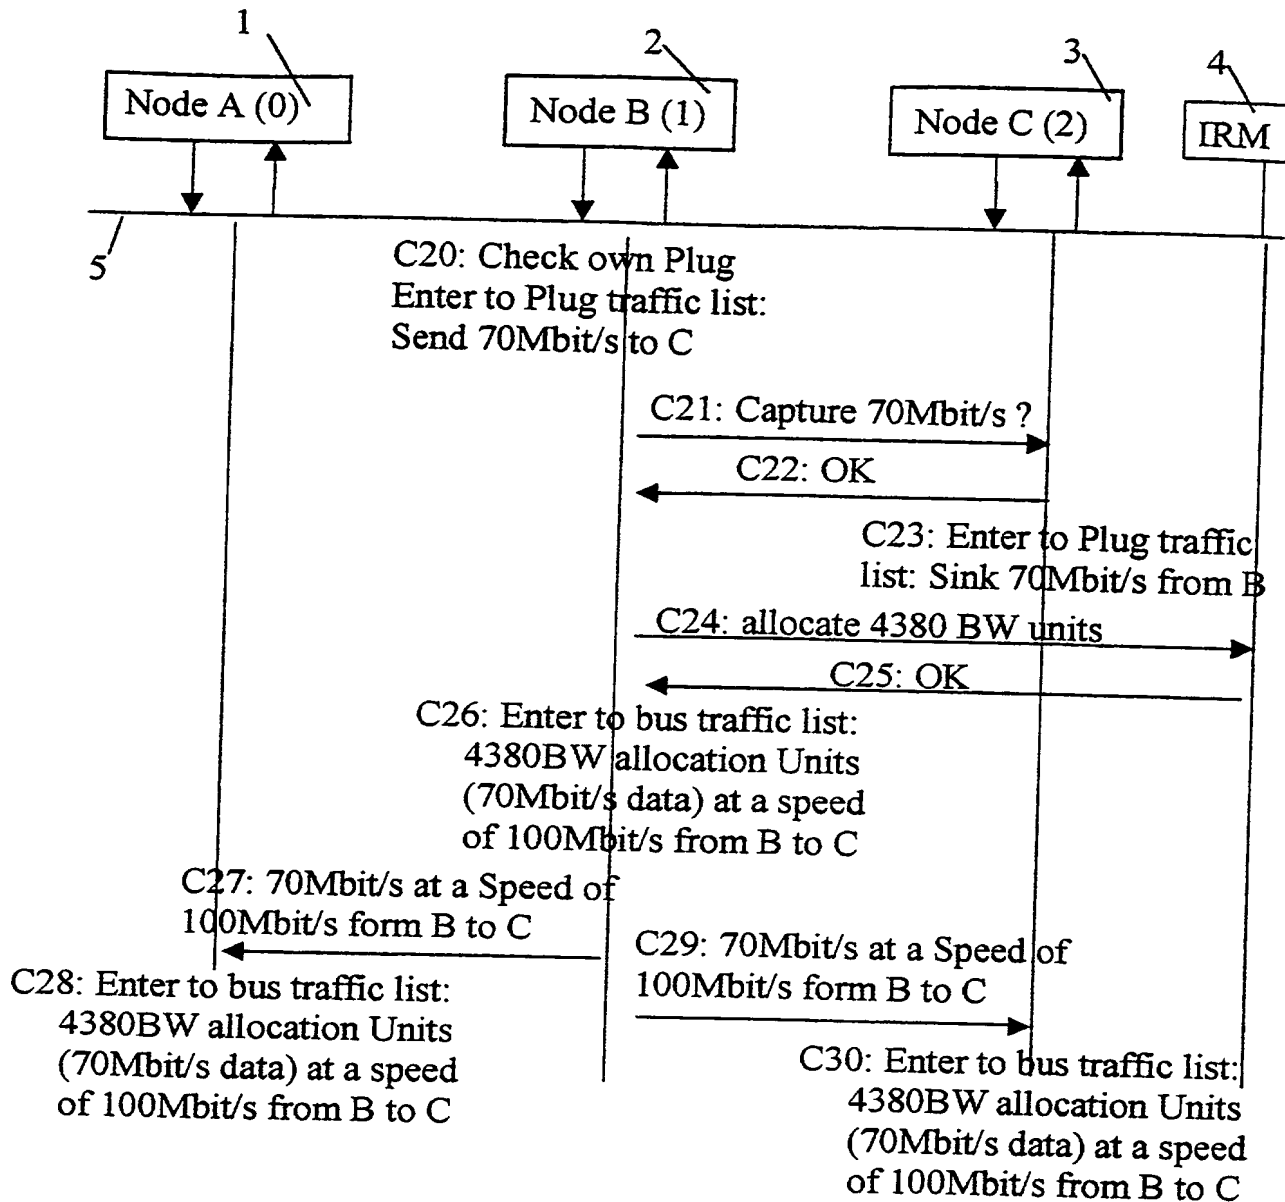 1
2
3
4
Node A (0)
Node B (1)
Node C (2)
IRM
5
C20: Check own Plug
Enter to Plug traffic list:
Send 70Mbit/s to C
C21: Capture 70Mbit/s ?
C22: OK
C23: Enter to Plug traffic
list: Sink 70Mbit/s from B
C24: allocate 4380 BW units
C25: OK
C26: Enter to bus traffic list:
4380BW allocation Units
(70Mbit/s data) at a speed
of 100Mbit/s from B to C
C27: 70Mbit/s at a Speed of
100Mbit/s form B to C
C28: Enter to bus traffic list:
4380BW allocation Units
(70Mbit/s data) at a speed
of 100Mbit/s from B to C
C29: 70Mbit/s at a Speed of
100Mbit/s form B to C
C30: Enter to bus traffic list:
4380BW allocation Units
(70Mbit/s data) at a speed
of 100Mbit/s from B to C